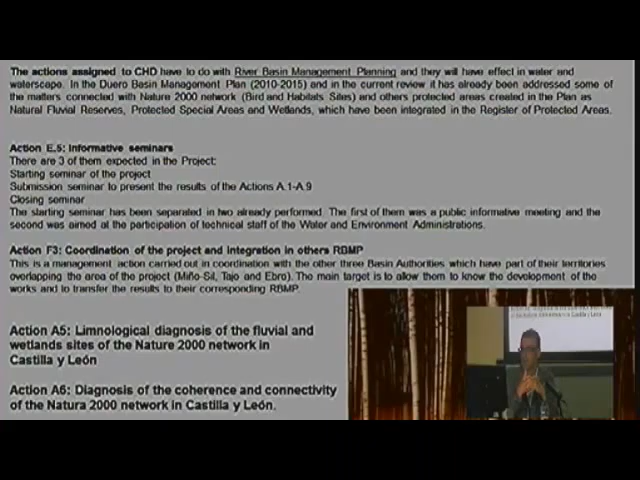 The actions assigned to CHD have to do with River Basin Management Planning and they will have effect in water and
waterscape. In the Duero Basin Management Plan (2010-2015) and in the current review it has already been addressed some of
the matters connected with Nature 2000 network (Bird and Habitats Sites) and others protected areas created in the Plan as
Natural Fluvial Reserves, Protected Special Areas and Wetlands, which have been integrated in the Register of Protected Areas.
Action E.5: Informative seminars
There are 3 of them expected in the Project:
Starting seminar of the project
Submission seminar to present the results of the Actions A.1-A.9
Closing seminar
The starting seminar has been separated in two already performed. The first of them was a public informative meeting and the
second was aimed at the participation of technical staff of the Water and Environment Administrations.
Action F3: Coordination of the project and integration in others RBMP
This is a management action carried out in coordination with the other three Basin Authorities which have part of their territories
overlapping the area of the project (Miño-Sil, Tajo and Ebro). The main target is to allow them to know the development of the
works and to transfer the results to their corresponding RBMP.
Action A5: Limnological diagnosis of the fluvial and
wetlands sites of the Nature 2000 network in
Castilla y León
Action A6: Diagnosis of the coherence and connectivity
of the Natura 2000 network in Castilla y León.